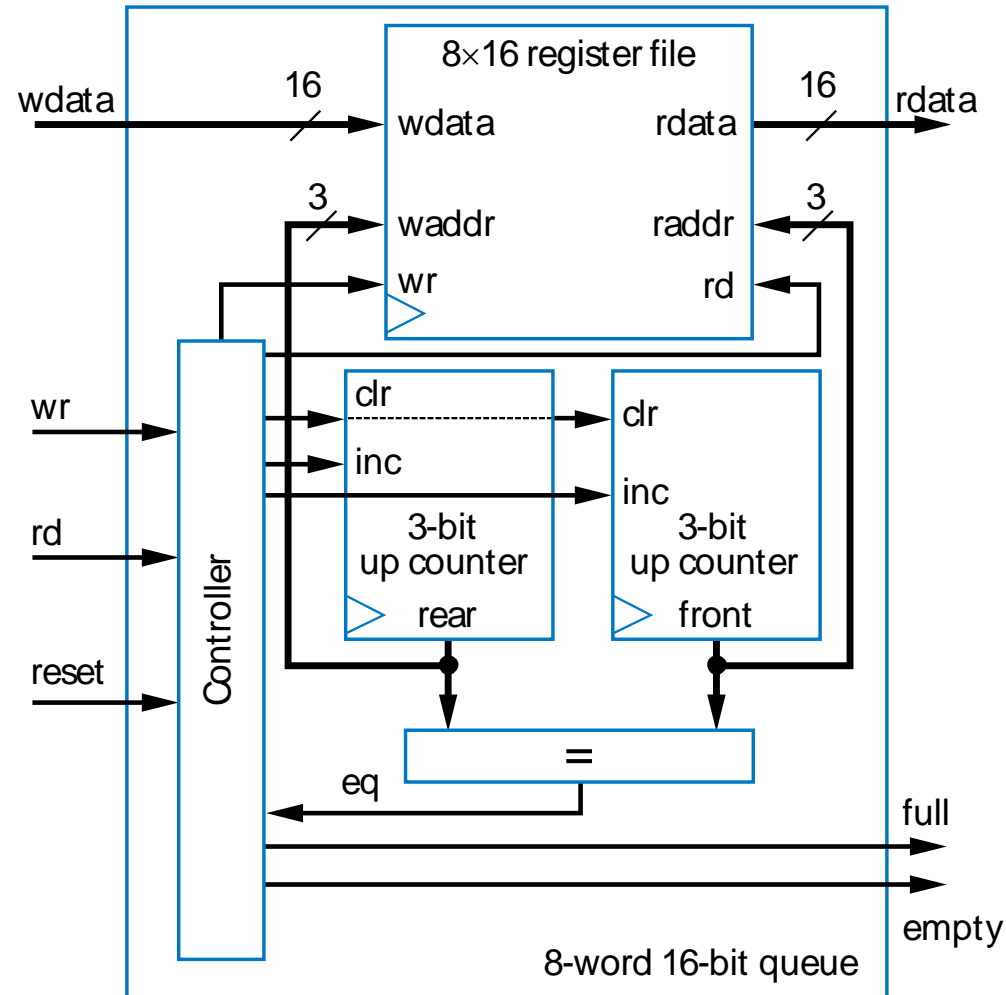 8×16 register file
16
16
wdata
rdata
wdata
rdata
3
3
waddr
raddr
wr
rd
clr
clr
wr
inc
inc
rd
3-bit
up counter
3-bit
up counter
rear
front
Controller
reset
=
eq
full
empty
8-word 16-bit queue